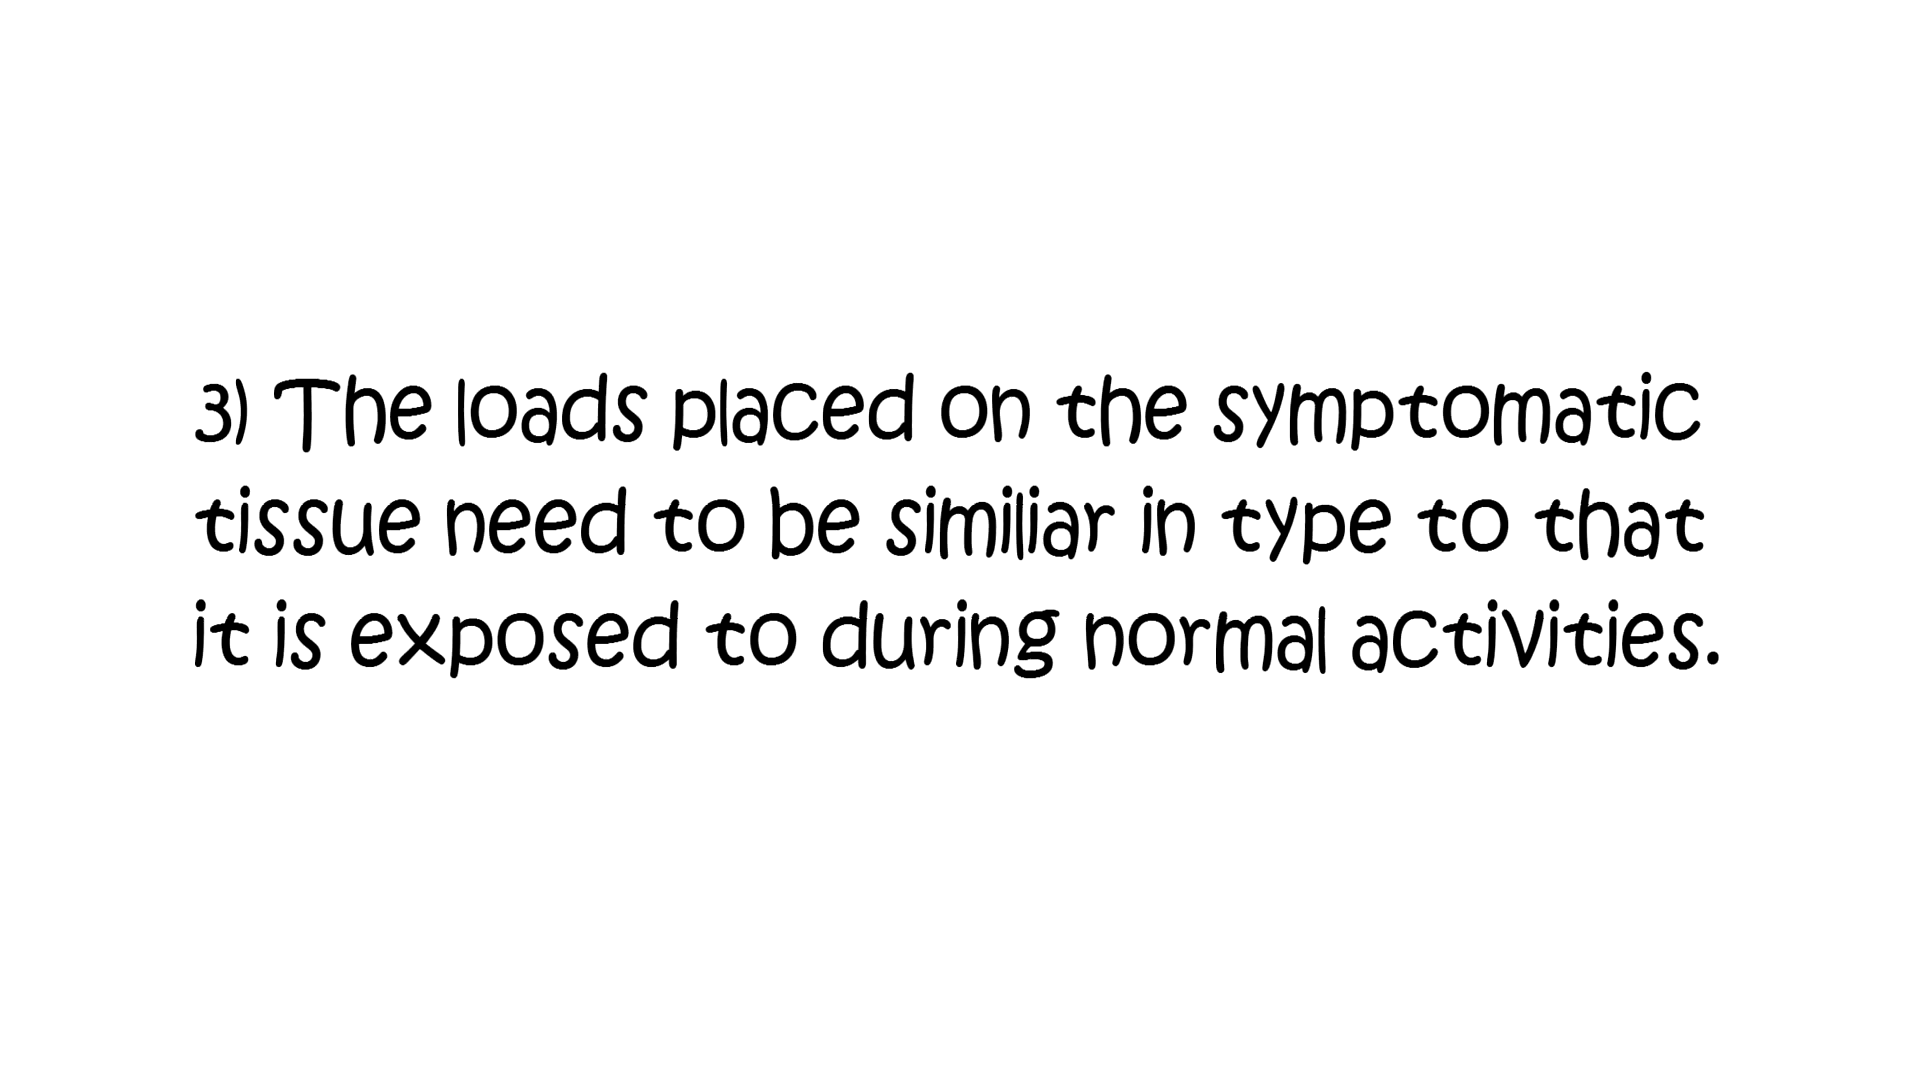 3) The loads placed on the symptomatic
tissue need to be similiar in type to that
it is exposed to during normal activities.